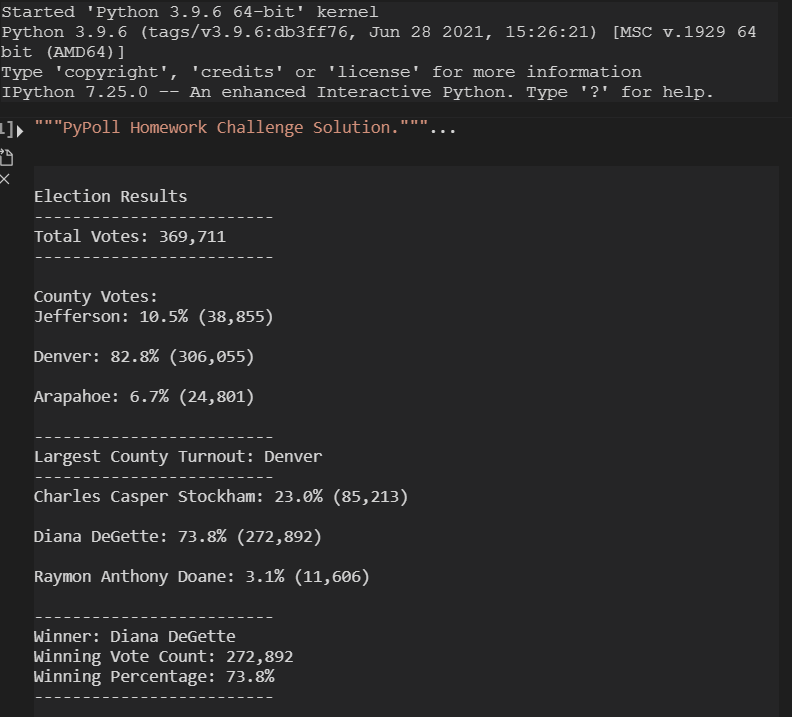 Started 'Python 3.9.6 64-bit' kernel
Python 3.9.6 (tags/v3.9.6:db3ff76, Jun 28 2021, 15:26:21) [MSC v.1929 64
bit (AMD64)]
Type 'copyright', 'credits' or 'license' for more information
IPython 7.25.0 -- An enhanced Interactive Python. Type '?' for help.
1] """PyPoll Homework Challenge Solution."""...
Election Results
-------------------------
Total Votes: 369,711
-------------------------
County Votes:
Jefferson: 10.5% (38,855)
Denver: 82.8% (306,055)
Arapahoe: 6.7% (24,801)
-------------------------
Largest County Turnout: Denver
-------------------------
Charles Casper Stockham: 23.0% (85,213)
Diana DeGette: 73.8% (272,892)
Raymon Anthony Doane: 3.1% (11,606)
-------------------------
Winner: Diana DeGette
Winning Vote Count: 272,892
Winning Percentage: 73.8%
-------------------------